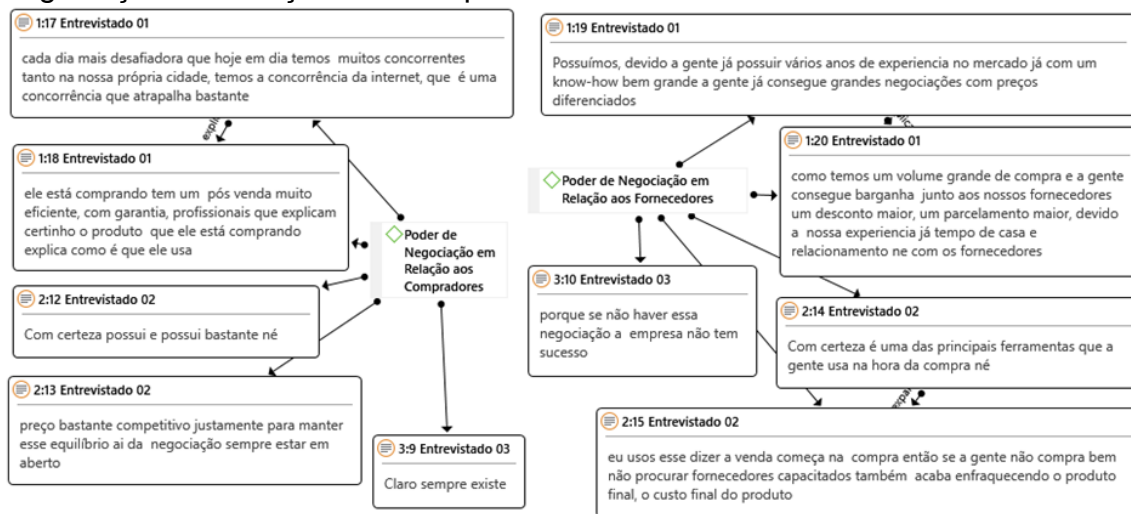 1:17 Entrevistado 01
cada dia mais desafiadora que hoje em dia temos muitos concorrentes
tanto na nossa própria cidade, temos a concorrência da internet, que é uma
concorrência que atrapalha bastante
1:18 Entrevistado 01
ele está comprando tem um pós venda muito
eficiente, com garantia, profissionais que explicam
certinho o produto que ele está comprando
explica como é que ele usa
2:12 Entrevistado 02
Com certeza possui e possui bastante né
2:13 Entrevistado 02
preço bastante competitivo justamente para manter
esse equilíbrio ai da negociação sempre estar em
aberto
Poder de
Negociação em
Relação aos
Compradores
3:9 Entrevistado 03
Claro sempre existe
1:19 Entrevistado 01
Possuímos, devido a gente já possuir vários anos de experiencia no mercado já com um
know-how bem grande a gente já consegue grandes negociações com preços
diferenciados
Poder de Negociação em
Relação aos Fornecedores
1:20 Entrevistado 01
como temos um volume grande de compra e a gente
consegue barganha junto aos nossos fornecedores
um desconto maior, um parcelamento maior, devido
a nossa experiencia já tempo de casa e
relacionamento ne com os fornecedores
3:10 Entrevistado 03
porque se não haver essa
negociação a empresa não tem
sucesso
2:14 Entrevistado 02
Com certeza é uma das principais ferramentas que a
gente usa na hora da compra né
2:15 Entrevistado 02
eu usos esse dizer a venda começa na compra então se a gente não compra bem
não procurar fornecedores capacitados também acaba enfraquecendo o produto
final, o custo final do produto